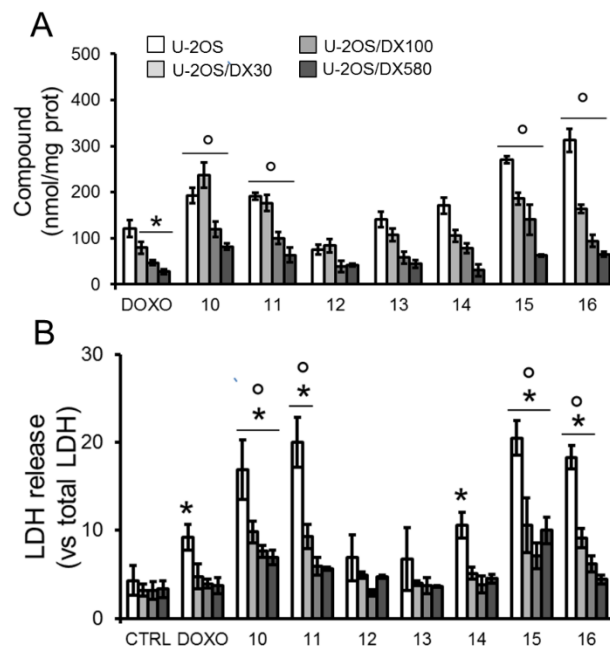 A
U-2OS
U-2OS/DX100
U-2OS/DX30
U-2OS/DX580
Compound
(nmol/mg prot)
500
400
300
200
100
0
*
°
°
°
°
DOXO 10 11 12 13 14 15 16
B
LDH release
(vs total LDH)
30
20
10
0
*
°
*
°
*
*
°
*
°
*
CTRL DOXO 10 11 12 13 14 15 16